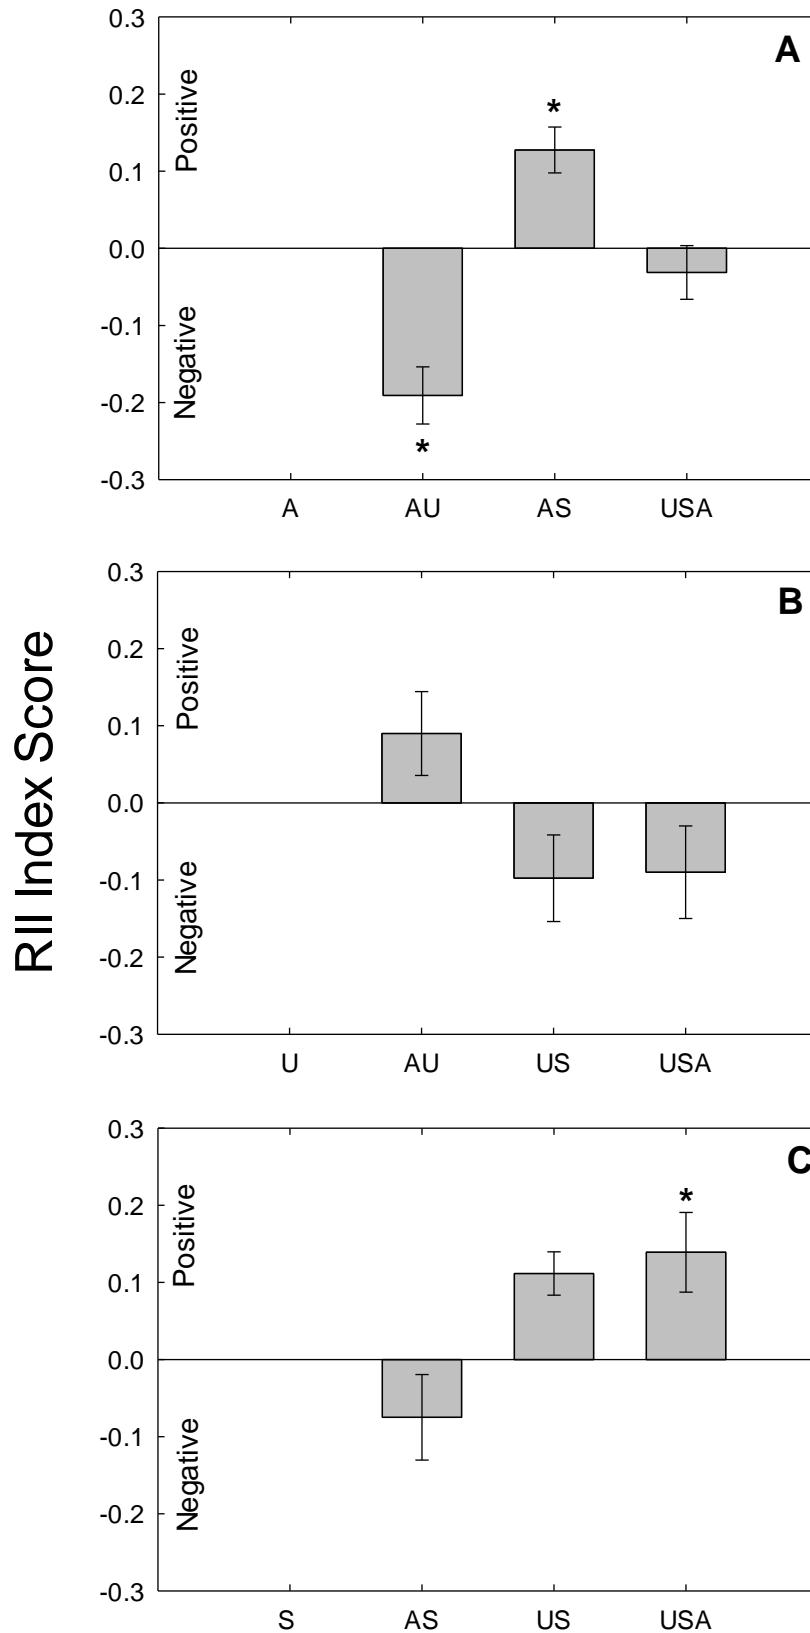 RII Index Score
A
0.3
0.2
0.1
0.0
-0.1
-0.2
-0.3
Positive
Negative
*
*
A AU AS USA
B
0.3
0.2
0.1
0.0
-0.1
-0.2
-0.3
Positive
Negative
U AU US USA
C
0.3
0.2
0.1
0.0
-0.1
-0.2
-0.3
Positive
Negative
*
S AS US USA